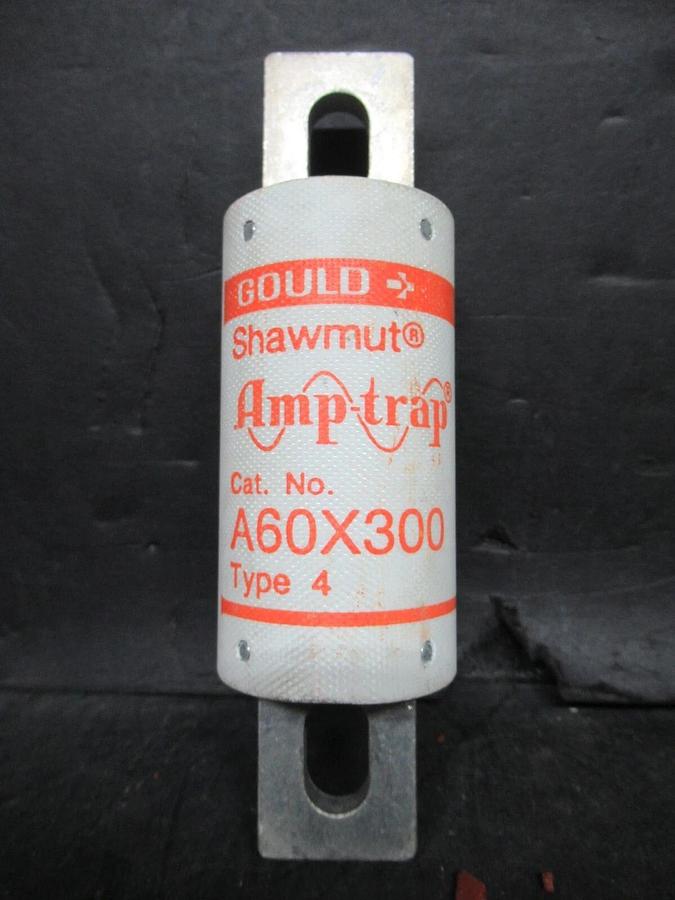 GOULD
Shawmut®
Amp-trap®
Cat. No.
A60X300
Type 4